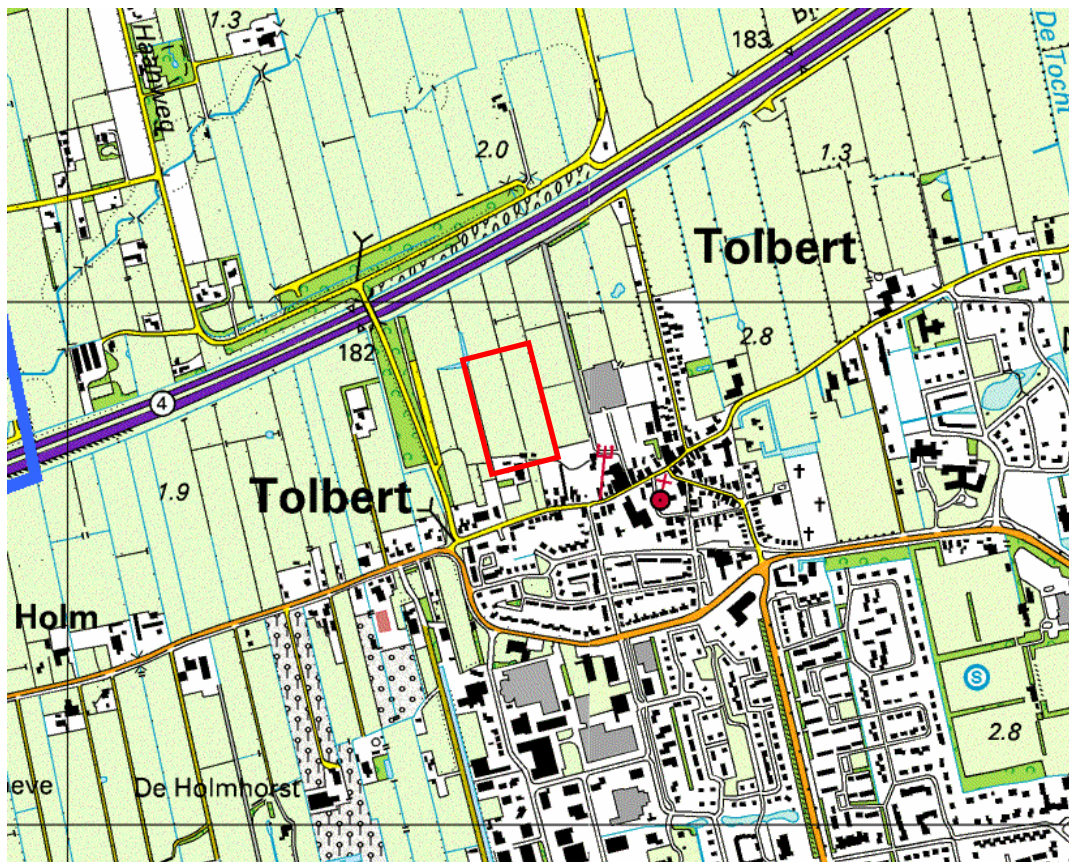 1.3
Haarweg
183
De Tocht
2.0
1.3
Tolbert
182
2.8
4
1.9
Tolbert
Holm
S
2.8
eve
De Holmhorst